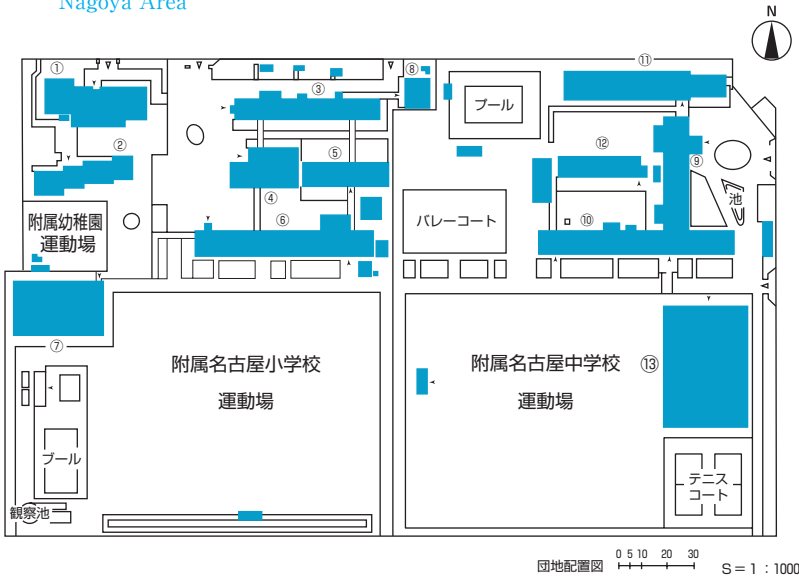 Nagoya Area
N
①
⑧
⑪
③
プール
②
⑤
⑫
⑨
④
池
附属幼稚園
運動場
⑥
バレーコート
⑩
⑦
附属名古屋小学校
運動場
附属名古屋中学校
運動場
⑬
プール
テニス
コート
観察池
団地配置図
0 5 10 20 30
S=1:1000